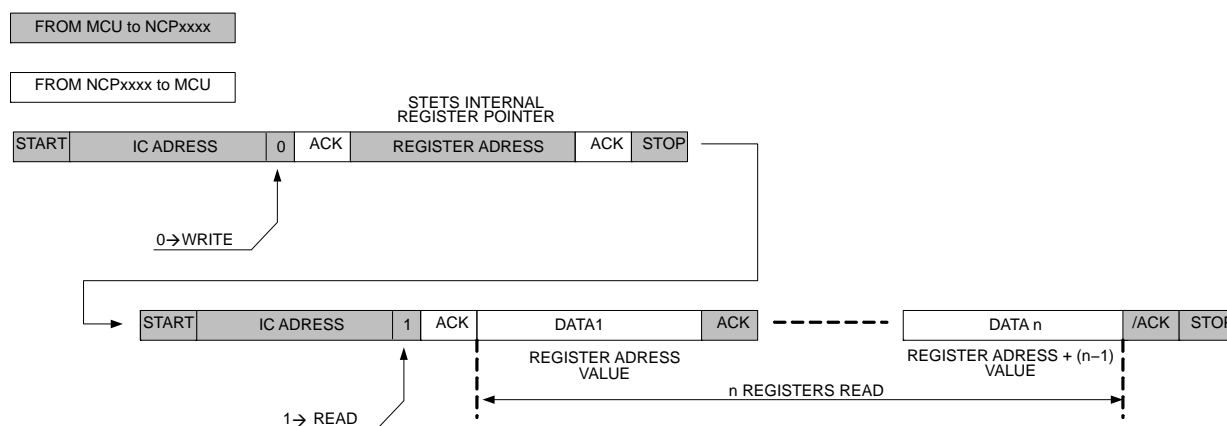 FROM MCU to NCPxxxx
FROM NCPxxxx to MCU
STETS INTERNAL
REGISTER POINTER
START IC ADRESS 0 ACK REGISTER ADRESS ACK STOP
0→WRITE
START IC ADRESS 1 ACK DATA1 ACK DATA n /ACK STOP
REGISTER ADRESS
VALUE
REGISTER ADRESS + (n−1)
VALUE
n REGISTERS READ
1→ READ